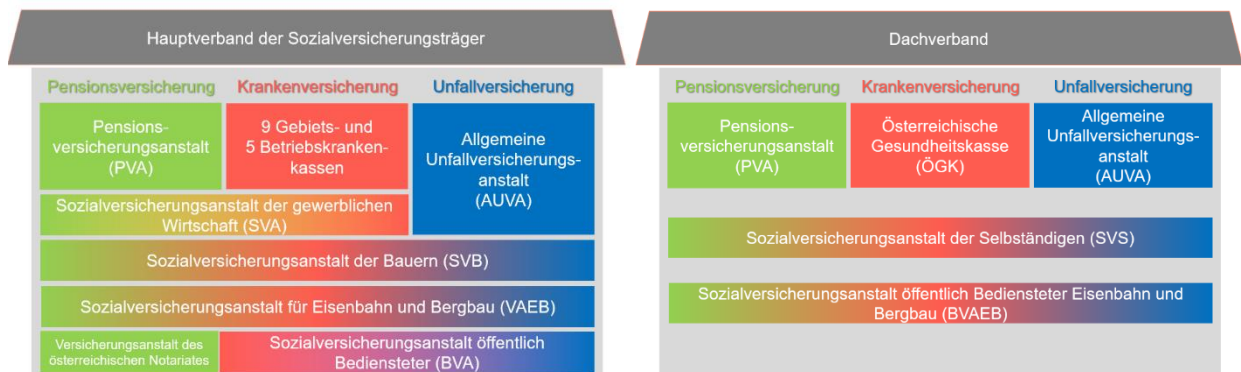 Hauptverband der Sozialversicherungsträger
Pensionsversicherung
Krankenversicherung
Unfallversicherung
Pensions-
versicherungsanstalt
(PVA)
9 Gebiets- und
5 Betriebskranken-
kassen
Allgemeine
Unfallversicherungs-
anstalt
(AUVA)
Sozialversicherungsanstalt der gewerblichen
Wirtschaft (SVA)
Sozialversicherungsanstalt der Bauern (SVB)
Sozialversicherungsanstalt für Eisenbahn und Bergbau (VAEB)
Versicherungsanstalt des
österreichischen Notariates
Sozialversicherungsanstalt öffentlich
Bediensteter (BVA)
Dachverband
Pensionsversicherung
Krankenversicherung
Unfallversicherung
Pensions-
versicherungsanstalt
(PVA)
Österreichische
Gesundheitskasse
(ÖGK)
Allgemeine
Unfallversicherungs-
anstalt
(AUVA)
Sozialversicherungsanstalt der Selbständigen (SVS)
Sozialversicherungsanstalt öffentlich Bediensteter Eisenbahn und
Bergbau (BVAEB)